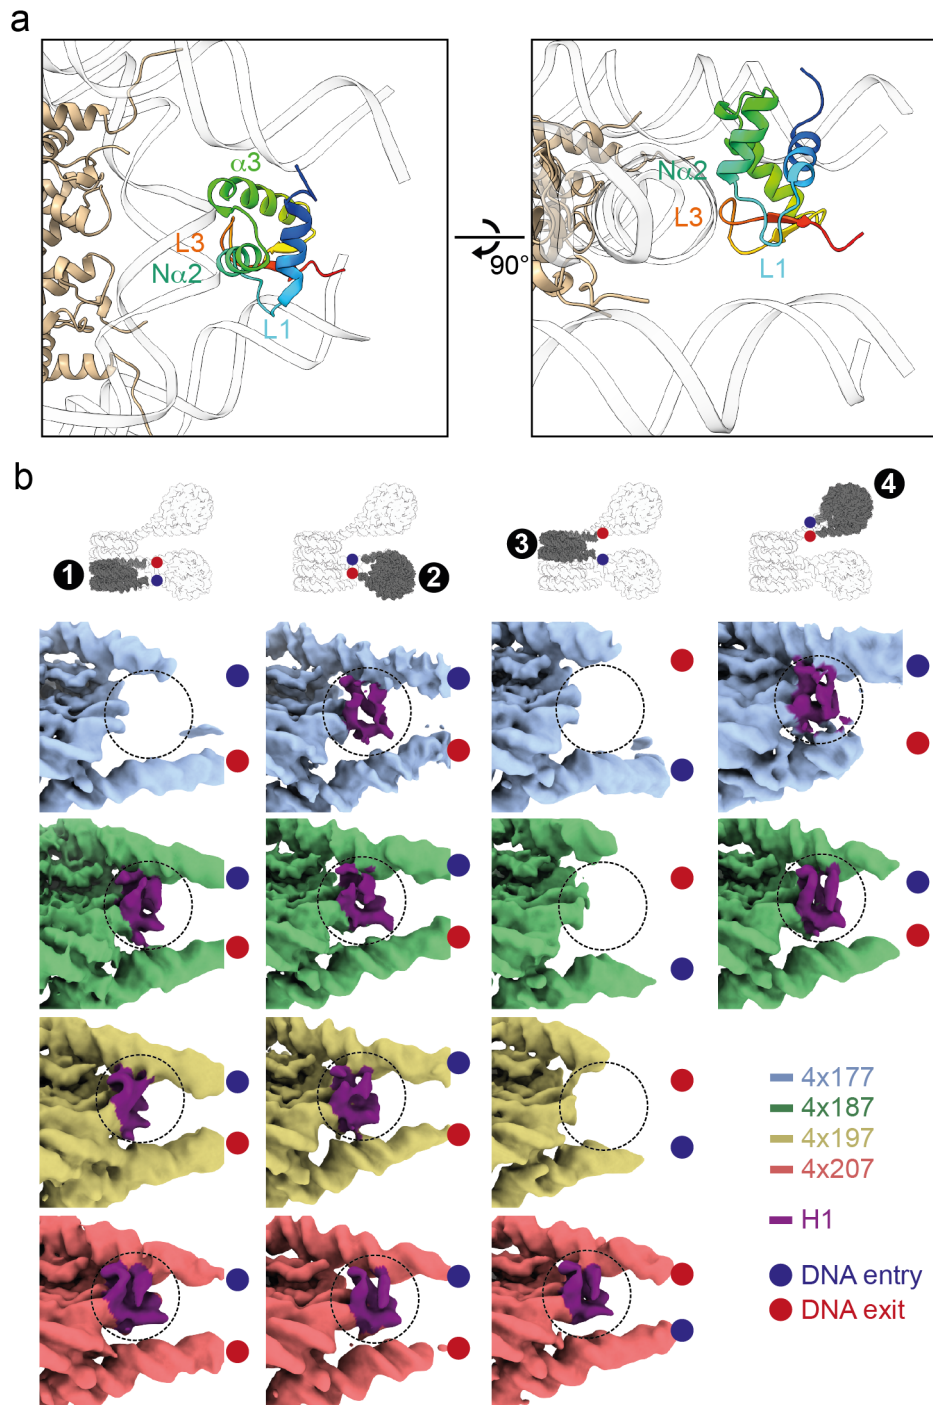 a
α3
L3
Nα2
L1
90°
Nα2
L3
L1
b
1
2
3
4
4x177
4x187
4x197
4x207
H1
DNA entry
DNA exit